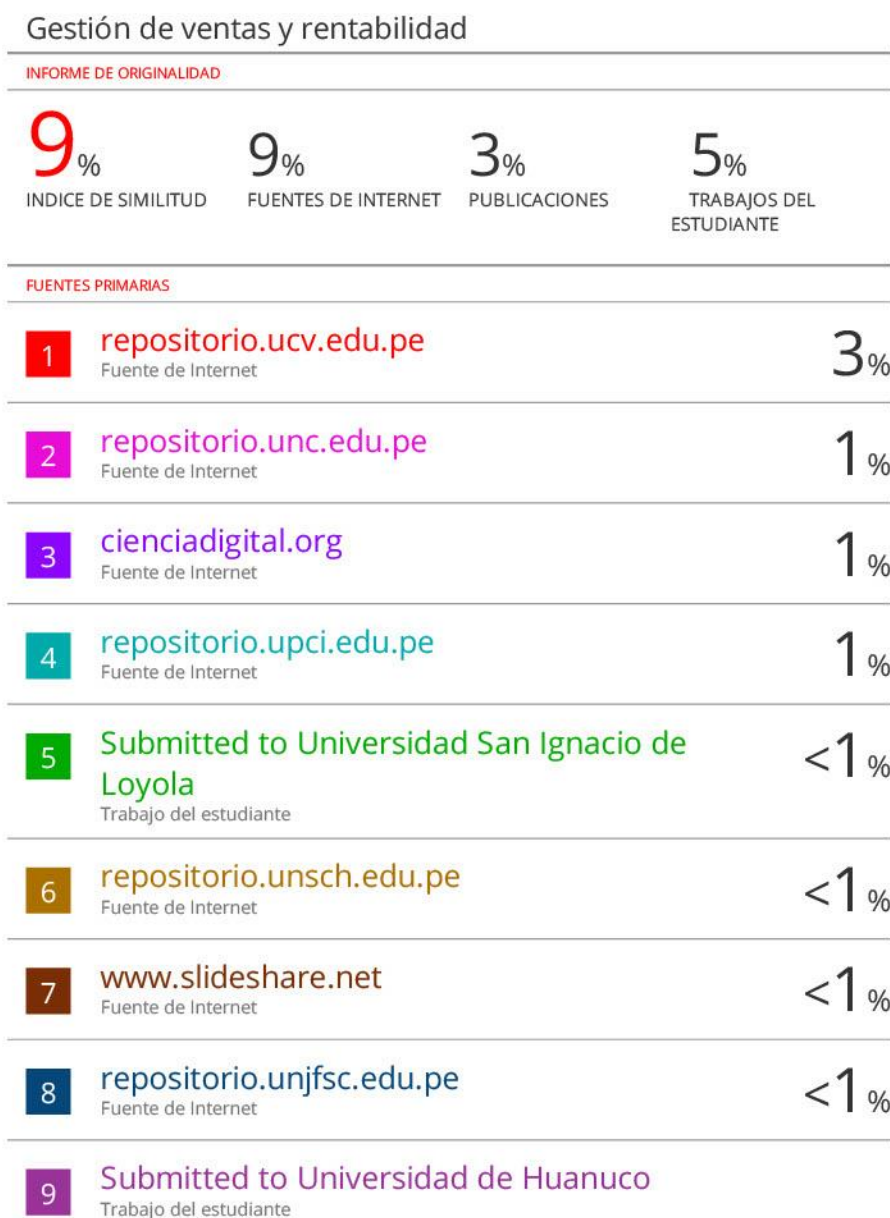 Gestión de ventas y rentabilidad
INFORME DE ORIGINALIDAD
9%
9%
3%
5%
INDICE DE SIMILITUD
FUENTES DE INTERNET
PUBLICACIONES
TRABAJOS DEL
ESTUDIANTE
FUENTES PRIMARIAS
1 repositorio.ucv.edu.pe 3%
Fuente de Internet
2 repositorio.unc.edu.pe 1%
Fuente de Internet
3 cienciadigital.org 1%
Fuente de Internet
4 repositorio.upci.edu.pe 1%
Fuente de Internet
5 Submitted to Universidad San Ignacio de <1%
Loyola
Trabajo del estudiante
6 repositorio.unsch.edu.pe <1%
Fuente de Internet
7 www.slideshare.net <1%
Fuente de Internet
8 repositorio.unjfsc.edu.pe <1%
Fuente de Internet
9 Submitted to Universidad de Huanuco
Trabajo del estudiante